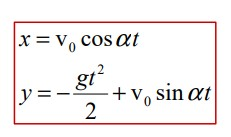 x = v₀ cos αt
y = -gt²/2 + v₀ sin αt